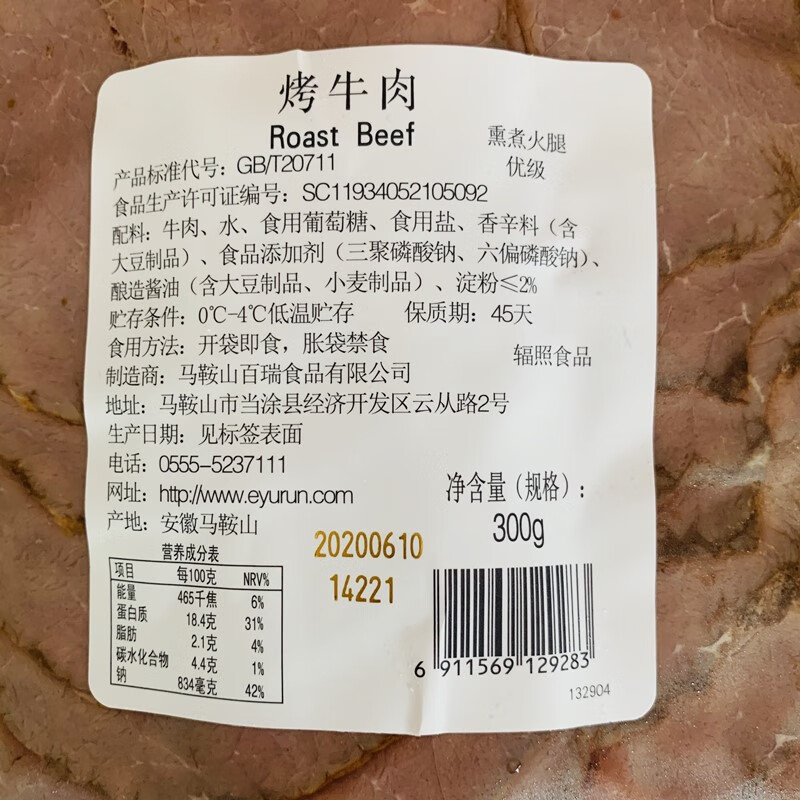 烤牛肉
Roast Beef
熏煮火腿
优级
产品标准代号：GB/T20711
食品生产许可证编号：SC11934052105092
配料：牛肉、水、食用葡萄糖、食用盐、香辛料（含
大豆制品）、食品添加剂（三聚磷酸钠、六偏磷酸钠）、
酿造酱油（含大豆制品、小麦制品）、淀粉≤2%
贮存条件：0℃-4℃低温贮存 保质期：45天
食用方法：开袋即食，胀袋禁食
辐照食品
制造商：马鞍山百瑞食品有限公司
地址：马鞍山市当涂县经济开发区云从路2号
生产日期：见标签表面
电话：0555-5237111
网址：http://www.eyurun.com
产地：安徽马鞍山
净含量（规格）：
300g
20200610
14221
营养成分表
项目 每100克 NRV%
能量 465千焦 6%
蛋白质 18.4克 31%
脂肪 2.1克 4%
碳水化合物 4.4克 1%
钠 834毫克 42%
6 911569 129283
132904